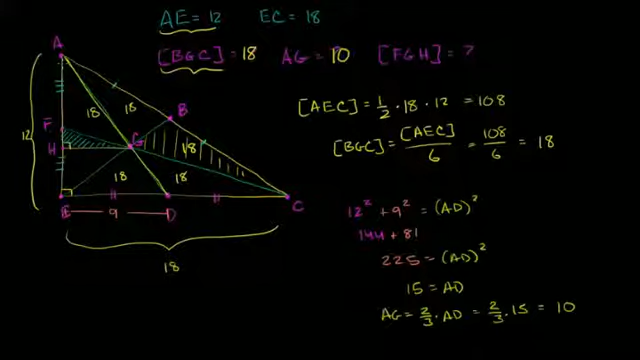 AE = 12 EC = 18
[BGC] = 18 AG = 10 [FGH] = ?
A
B
F
H
G
E
D
C
12
18
18
18
18
18
9
18
[AEC] = 1/2 · 18 · 12 = 108
[BGC] = [AEC]/6 = 108/6 = 18
12² + 9² = (AD)²
144 + 81
225 = (AD)²
15 = AD
AG = 2/3 · AD = 2/3 · 15 = 10